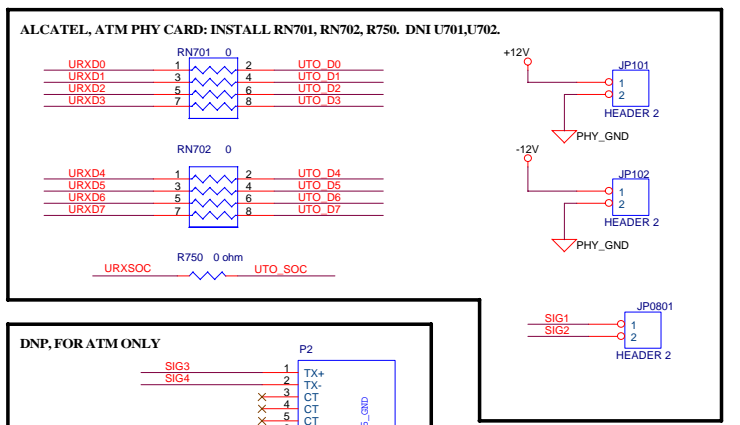 ALCATEL, ATM PHY CARD: INSTALL RN701, RN702, R750. DNI U701,U702.
RN701 0
URXD0 1 2 UTO_D0
URXD1 3 4 UTO_D1
URXD2 5 6 UTO_D2
URXD3 7 8 UTO_D3
+12V
JP101
1
2
HEADER 2
PHY_GND
RN702 0
URXD4 1 2 UTO_D4
URXD5 3 4 UTO_D5
URXD6 5 6 UTO_D6
URXD7 7 8 UTO_D7
-12V
JP102
1
2
HEADER 2
PHY_GND
R750 0 ohm
URXSOC UTO_SOC
JP0801
SIG1 1
SIG2 2
HEADER 2
DNP, FOR ATM ONLY
P2
SIG3 1 TX+
SIG4 2 TX-
3 CT
4 CT
5 CT